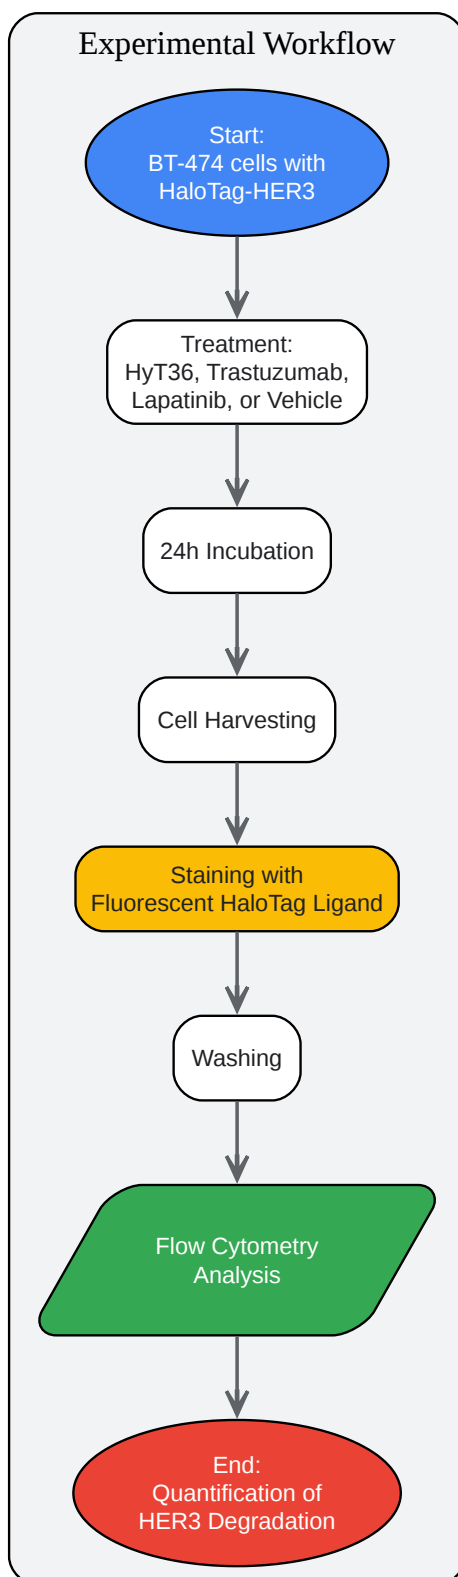 Experimental Workflow
Start:
BT-474 cells with
HaloTag-HER3
Treatment:
HyT36, Trastuzumab,
Lapatinib, or Vehicle
24h Incubation
Cell Harvesting
Staining with
Fluorescent HaloTag Ligand
Washing
Flow Cytometry
Analysis
End:
Quantification of
HER3 Degradation